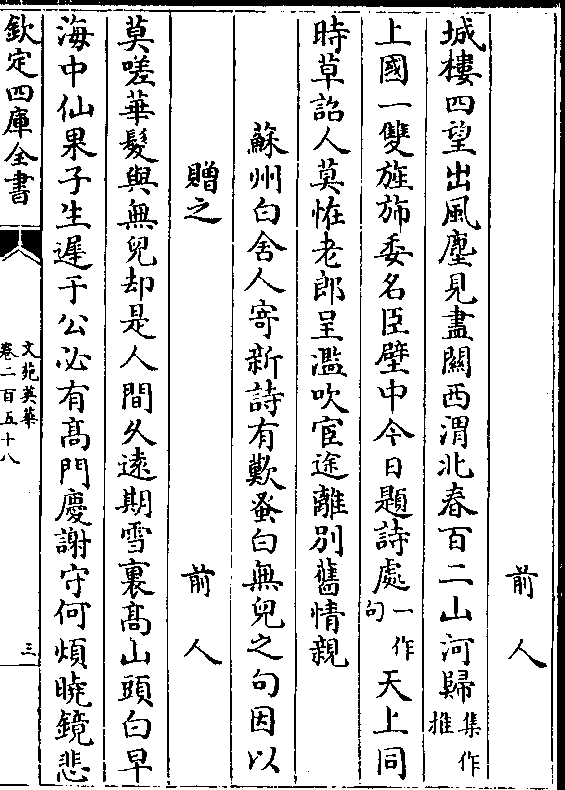 前人
城樓四望出風塵見盡關西渭北春百二山河歸集作推
上國一雙旌斾委名臣壁中今日題詩處一作句天上同
時草詔人莫恠老郎呈濫吹宦途離別舊情親
蘇州白舍人寄新詩有歎蚤白無兒之句因以
贈之
前人
莫嗟華髮與無兒却是人間久遠期雪裏髙山頭白早
海中仙果子生遲于公必有髙門慶謝守何煩曉鏡悲
欽定四庫全書
文苑英華
卷二百五十八
三